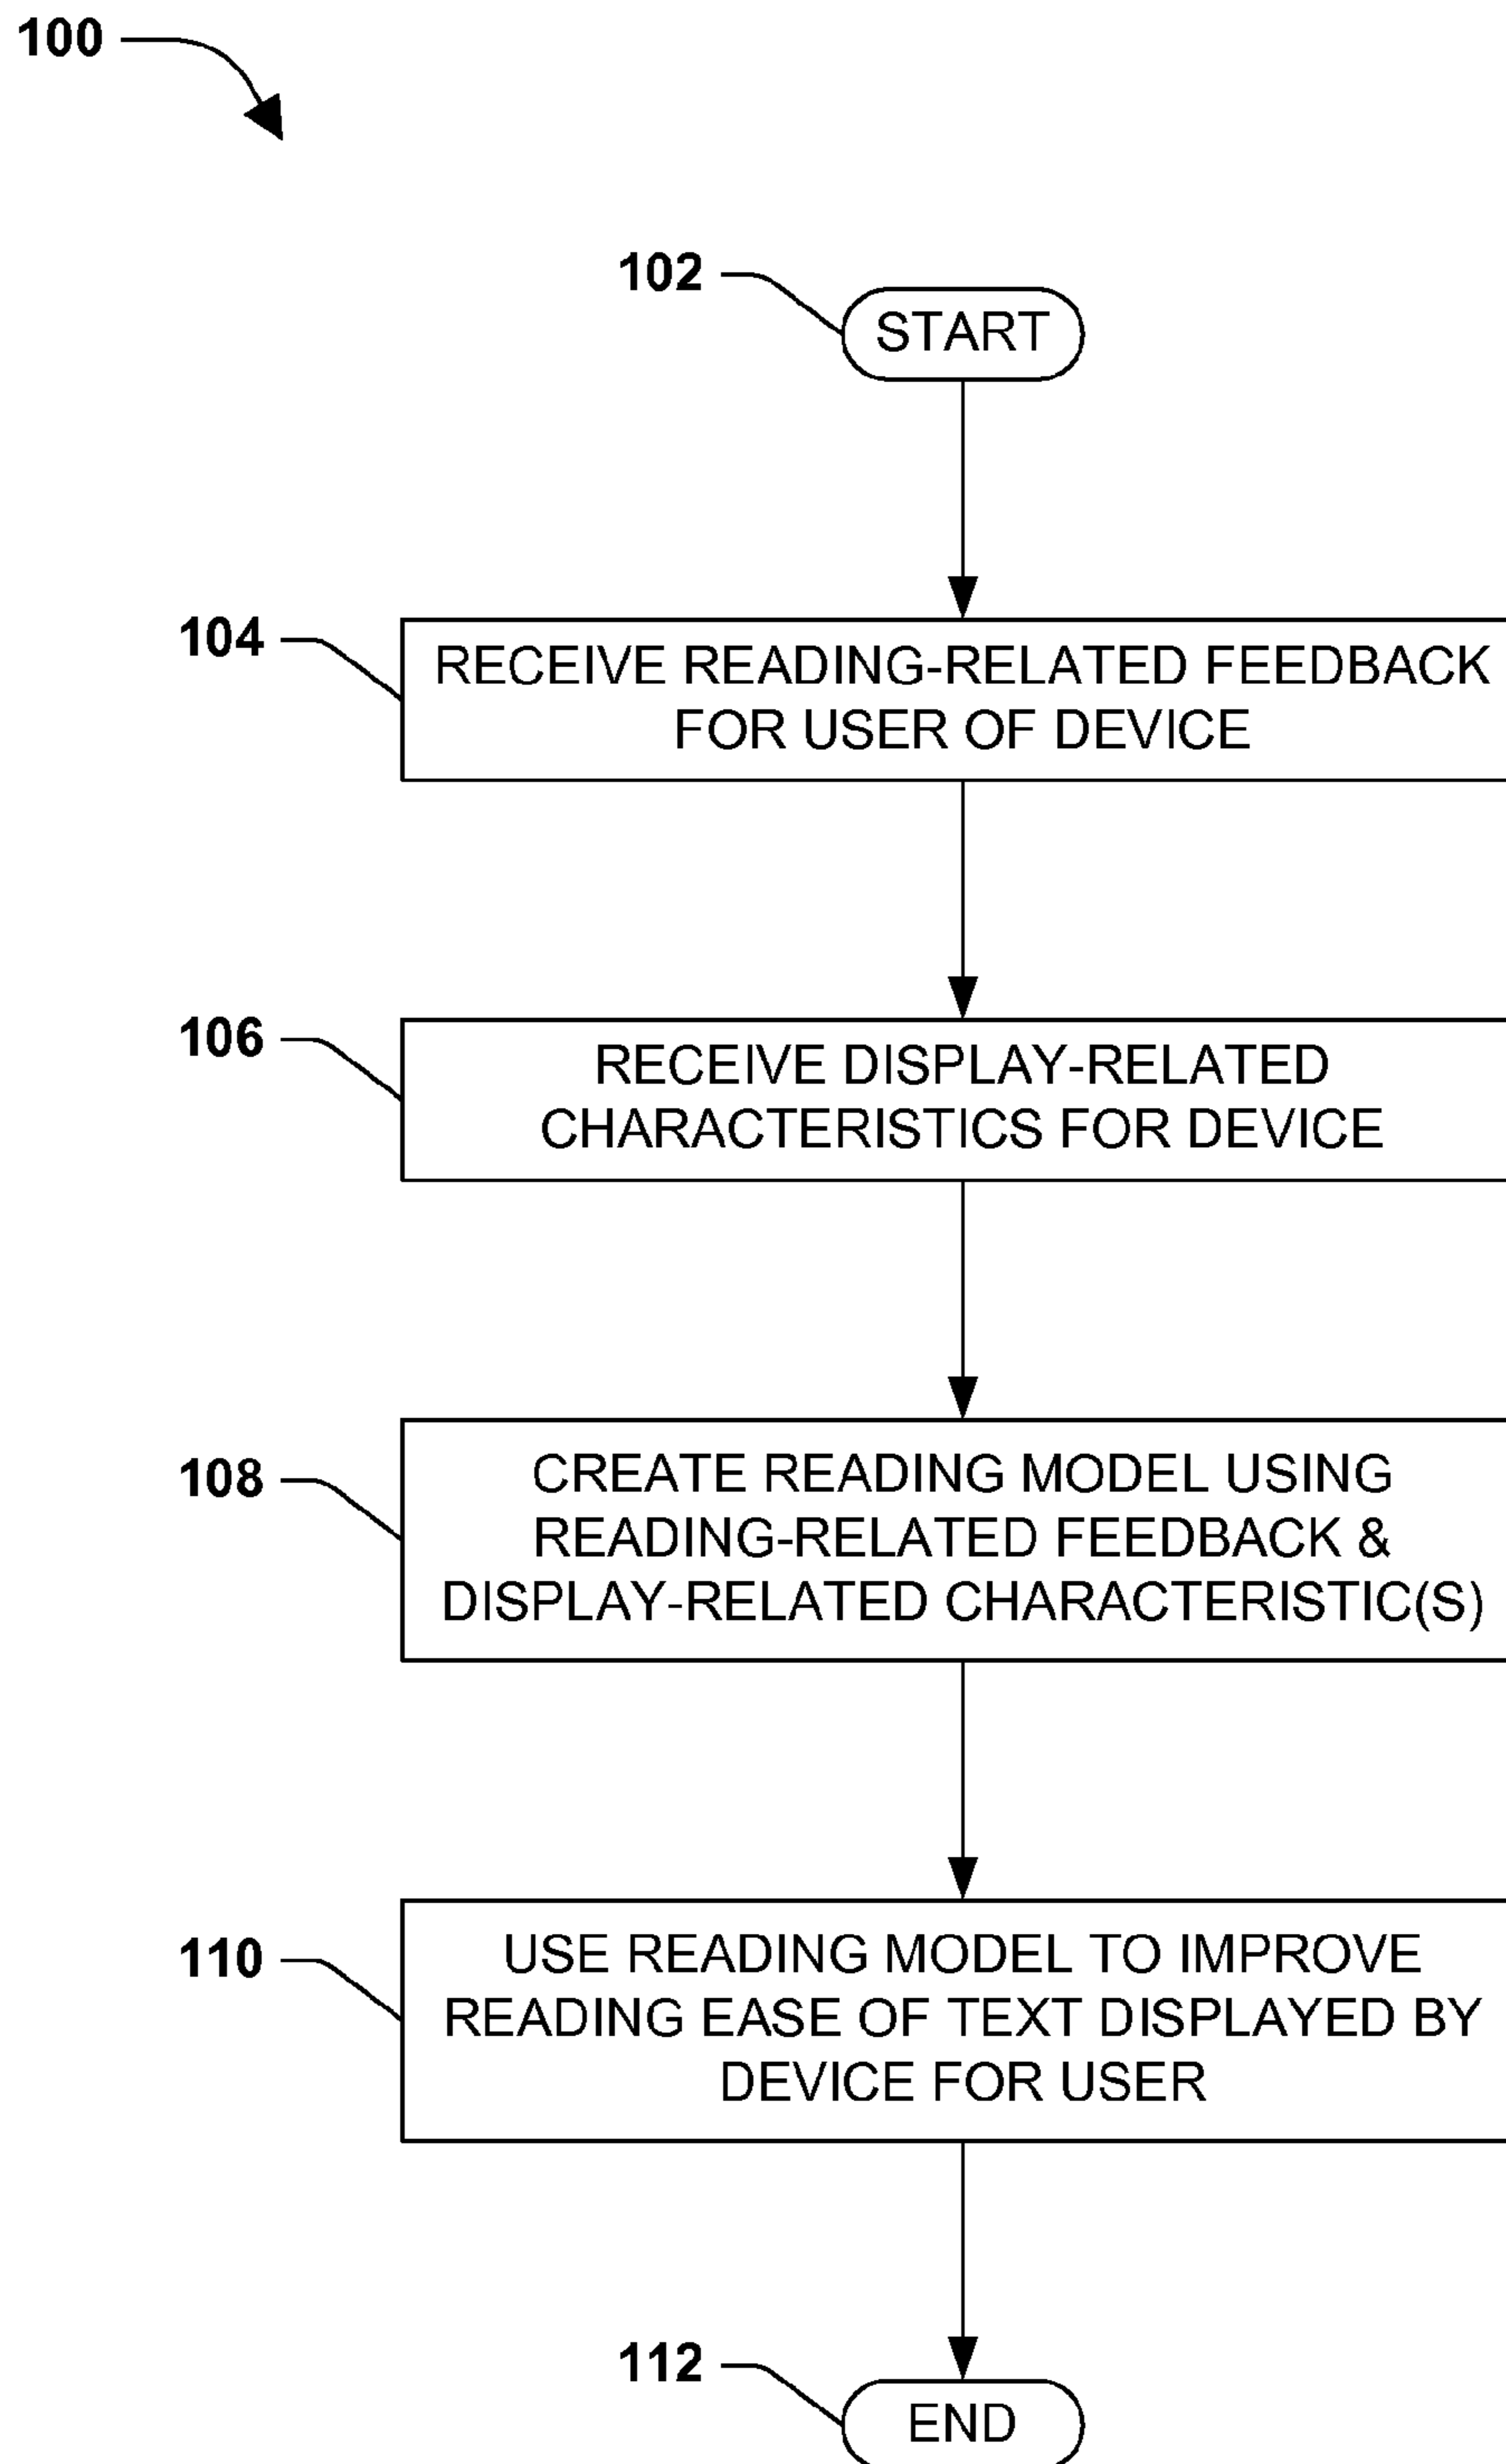 100
102
START
104
RECEIVE READING-RELATED FEEDBACK
FOR USER OF DEVICE
106
RECEIVE DISPLAY-RELATED
CHARACTERISTICS FOR DEVICE
108
CREATE READING MODEL USING
READING-RELATED FEEDBACK &
DISPLAY-RELATED CHARACTERISTIC(S)
110
USE READING MODEL TO IMPROVE
READING EASE OF TEXT DISPLAYED BY
DEVICE FOR USER
112
END